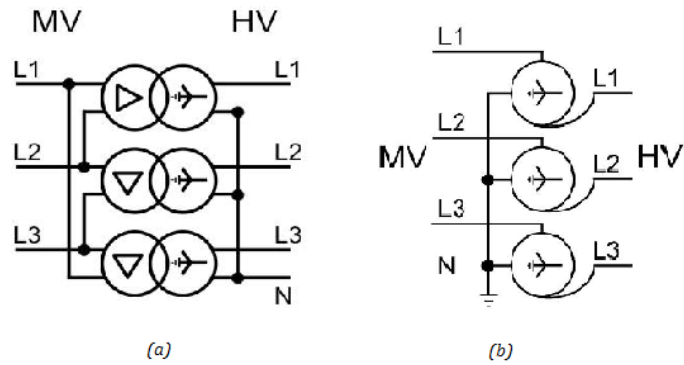 MV HV
L1 L1
L2 L2
L3 L3
N
(a)
L1
L1
L2
MV L2 HV
L3
N L3
(b)